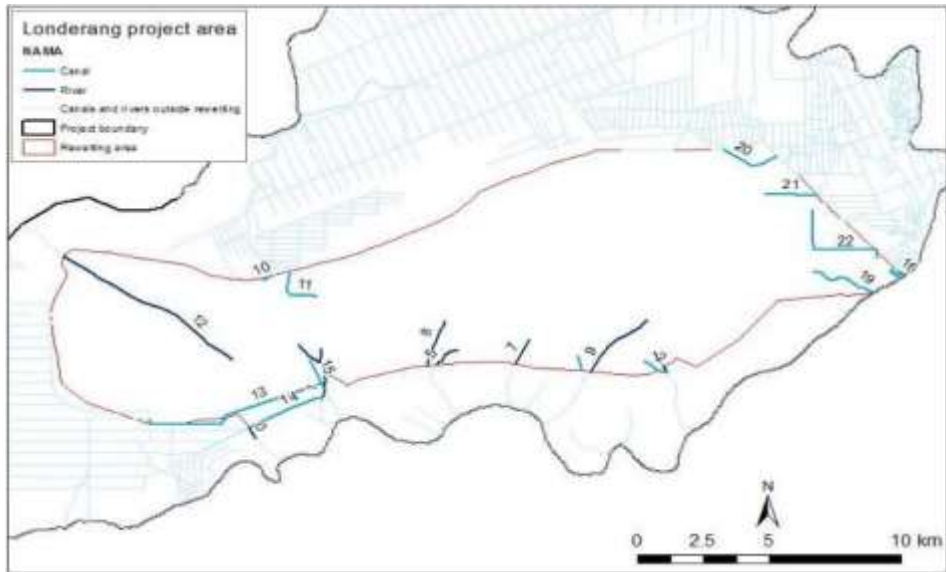 Londerang project area
NAMA
Canal
River
Canals and rivers outside rewetting
Project boundary
Rewetting area
20
21
22
16
19
10
11
12
8
7
9
15
13
14
N
0 2.5 5 10 km